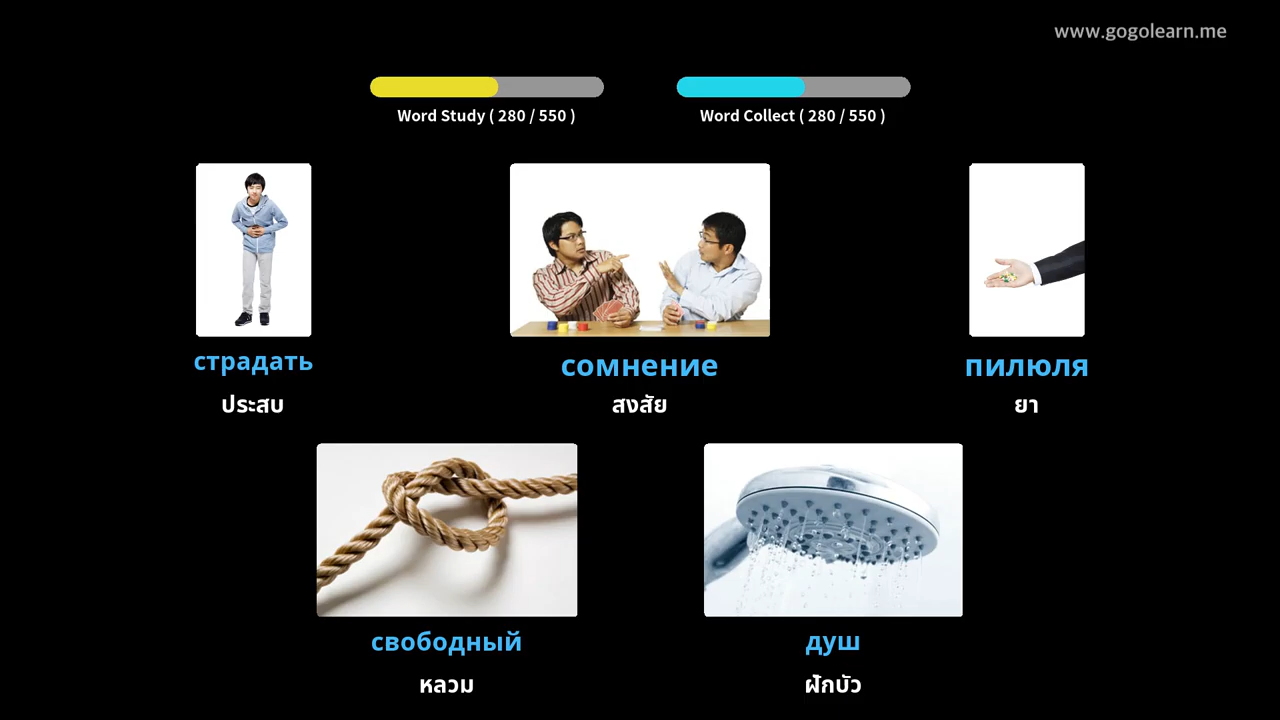 www.gogolearn.me
Word Study ( 280 / 550 )
Word Collect ( 280 / 550 )
страдать
ประสบ
сомнение
สงสัย
пилюля
ยา
свободный
หลวม
душ
ฝักบัว